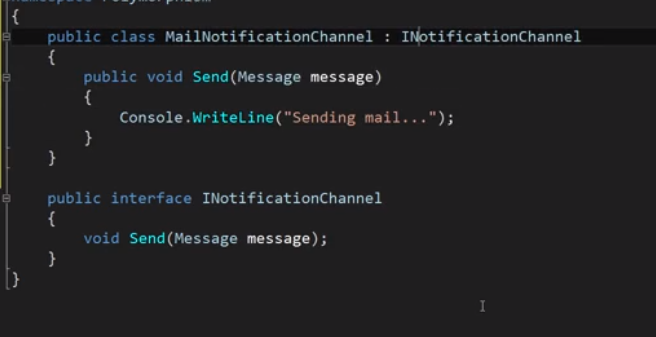 {
    public class MailNotificationChannel : INotificationChannel
    {
        public void Send(Message message)
        {
            Console.WriteLine("Sending mail...");
        }
    }

    public interface INotificationChannel
    {
        void Send(Message message);
    }
}